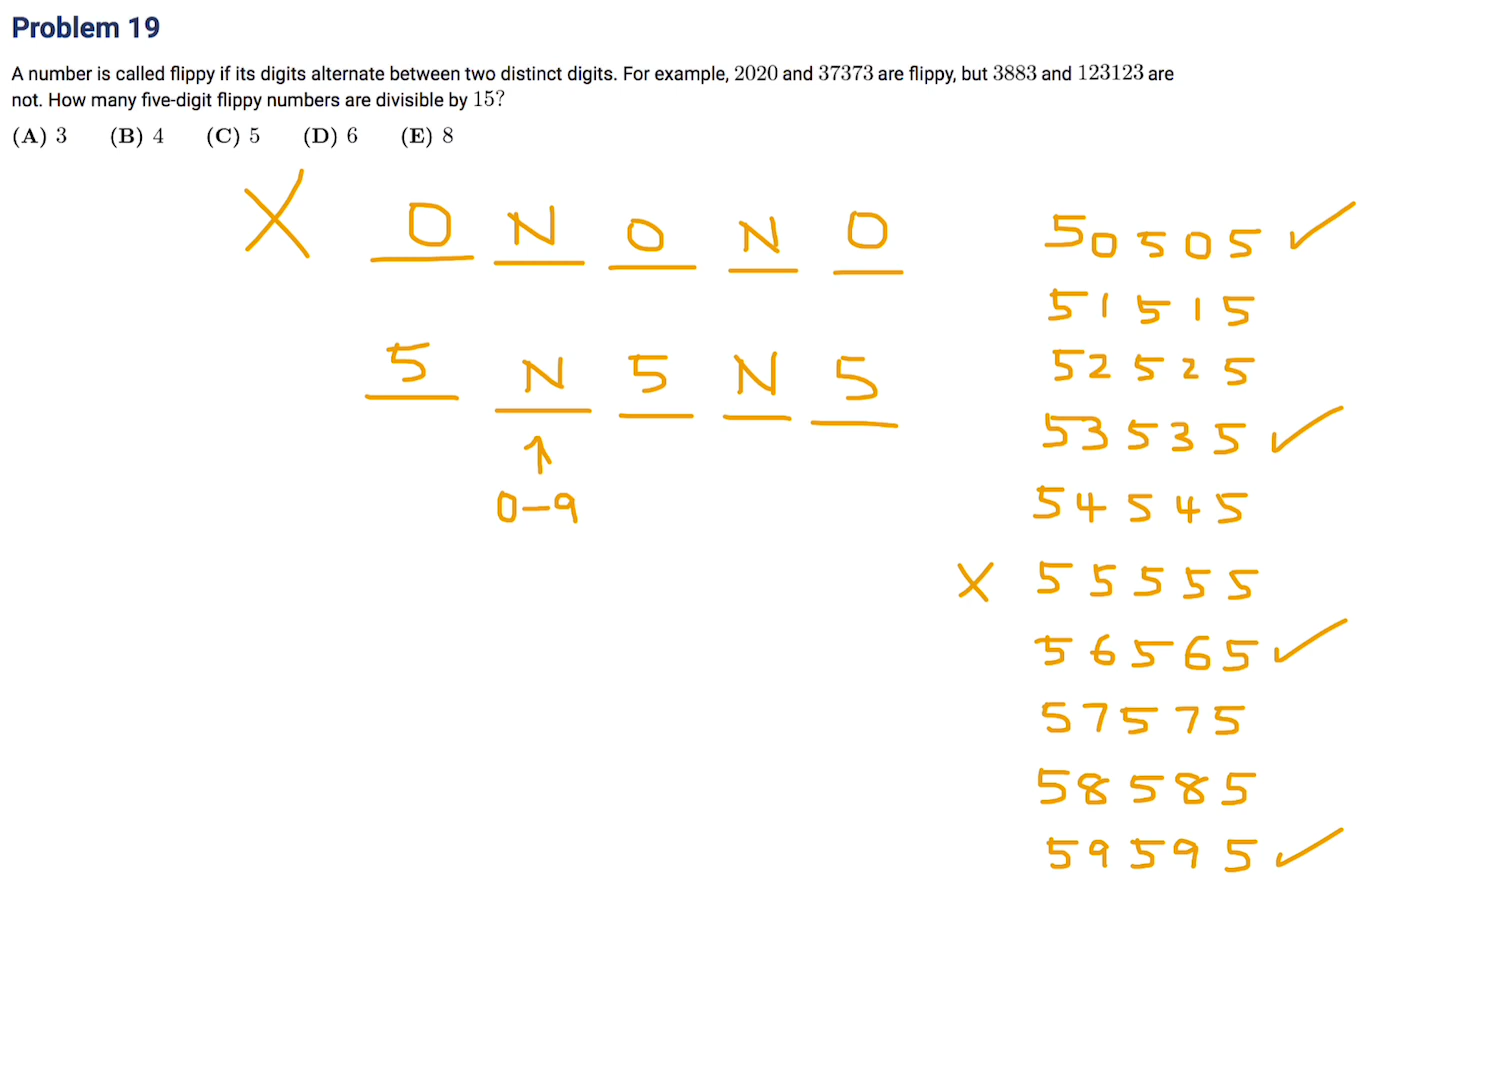 Problem 19
A number is called flippy if its digits alternate between two distinct digits. For example, 2020 and 37373 are flippy, but 3883 and 123123 are
not. How many five-digit flippy numbers are divisible by 15?
(A) 3 (B) 4 (C) 5 (D) 6 (E) 8
X 0 N 0 N 0
5 N 5 N 5
↑
0-9
50505 ✓
51515
52525
53535 ✓
54545
X 55555
56565 ✓
57575
58585
59595 ✓